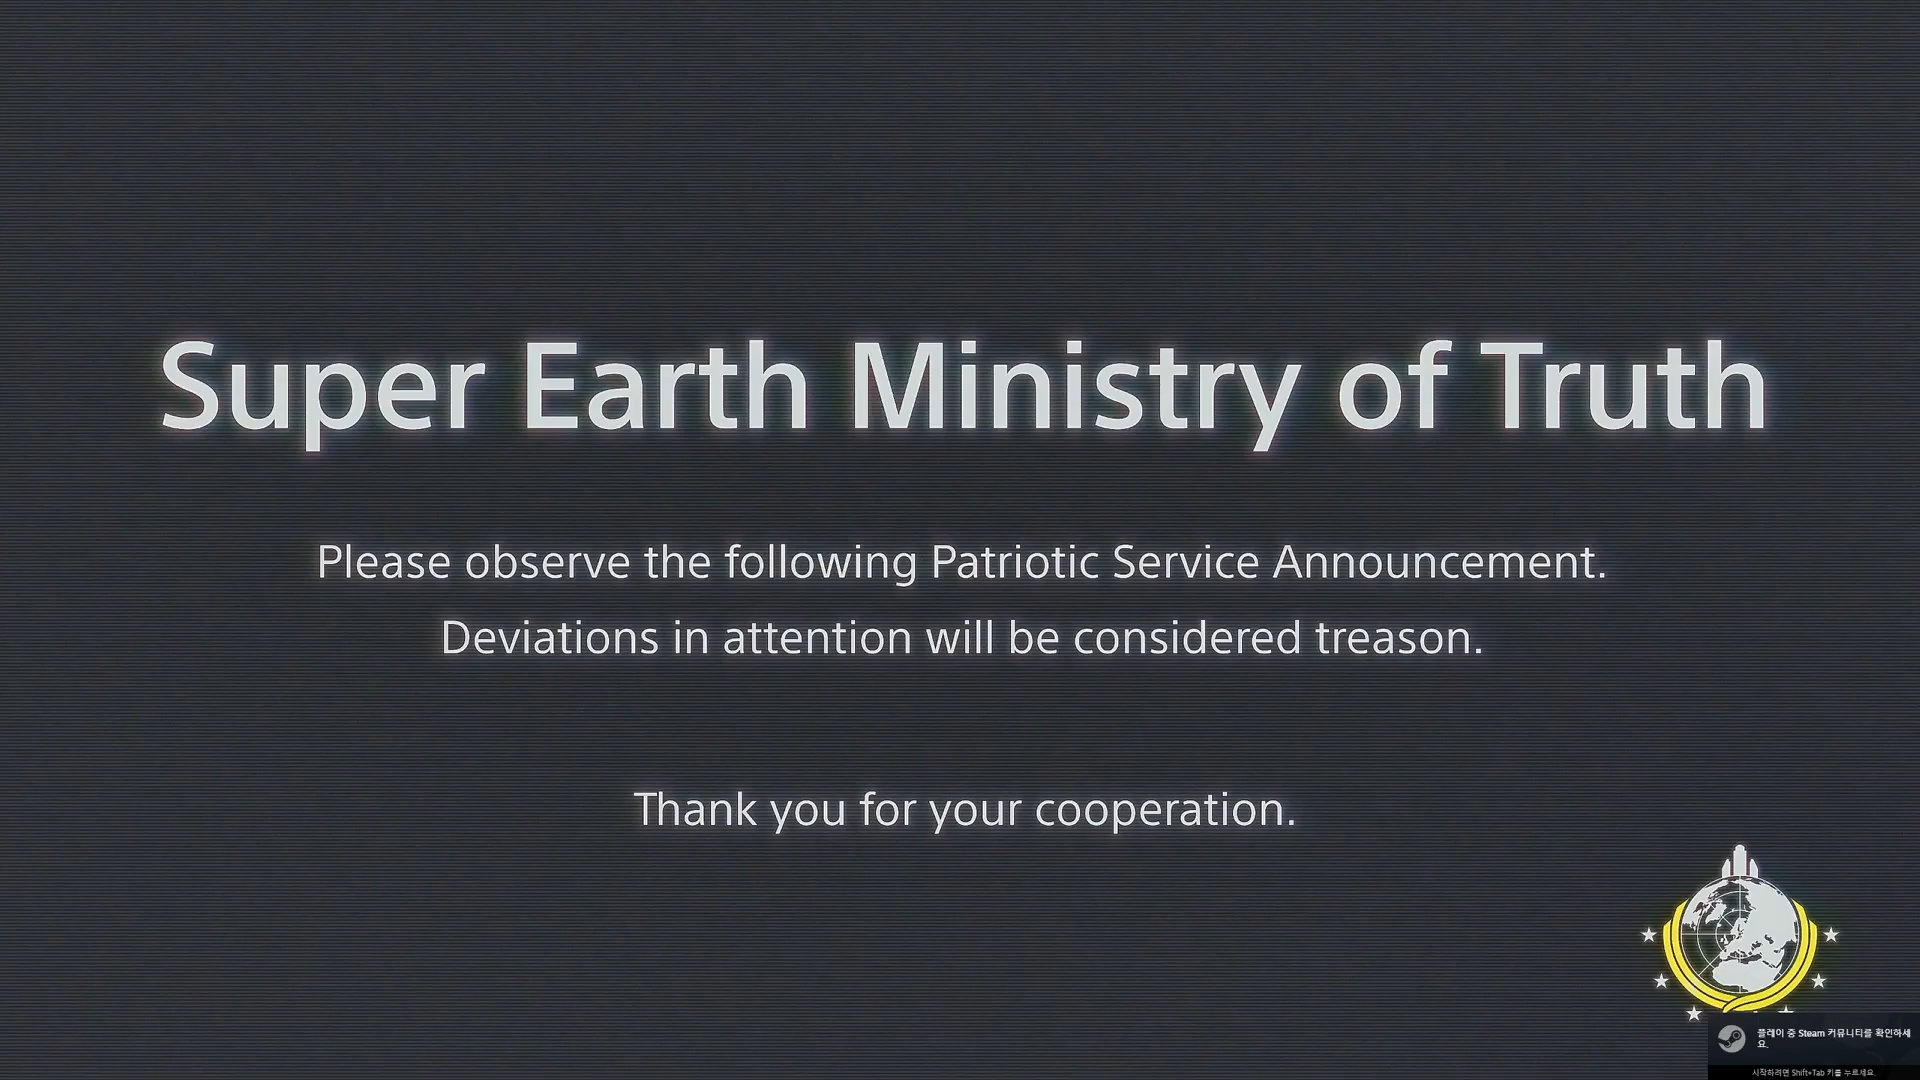 Super Earth Ministry of Truth
Please observe the following Patriotic Service Announcement.
Deviations in attention will be considered treason.
Thank you for your cooperation.
플레이 중 Steam 커뮤니티를 확인하세
요.
시작하려면 Shift+Tab 키를 누르세요.